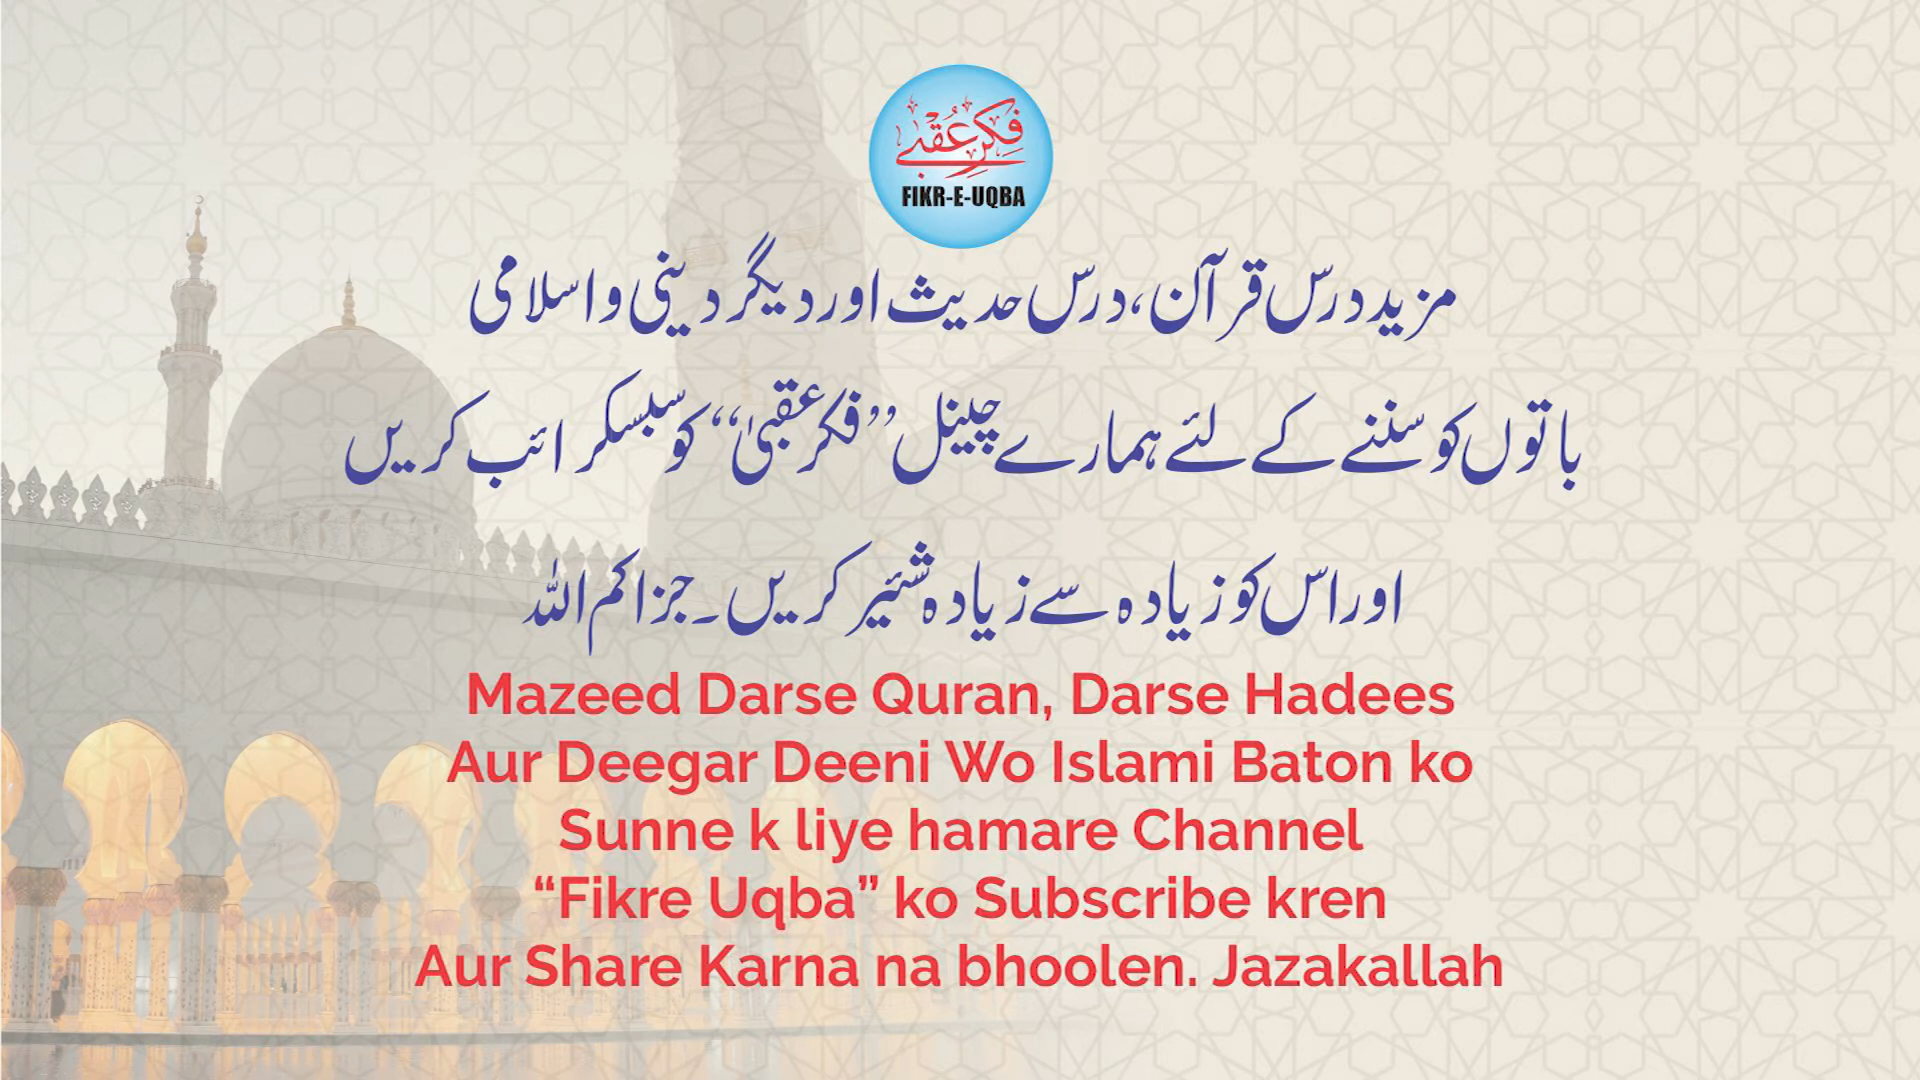 فکرِ عُقبےٰ
FIKR-E-UQBA
مزید درس قرآن، درس حدیث اور دیگر دینی و اسلامی
باتوں کو سننے کے لئے ہمارے چینل ”فکر عقبیٰ“ کو سبسکرائب کریں
اور اس کو زیادہ سے زیادہ شئیر کریں۔ جزاکم اللہ
Mazeed Darse Quran, Darse Hadees
Aur Deegar Deeni Wo Islami Baton ko
Sunne k liye hamare Channel
“Fikre Uqba” ko Subscribe kren
Aur Share Karna na bhoolen. Jazakallah